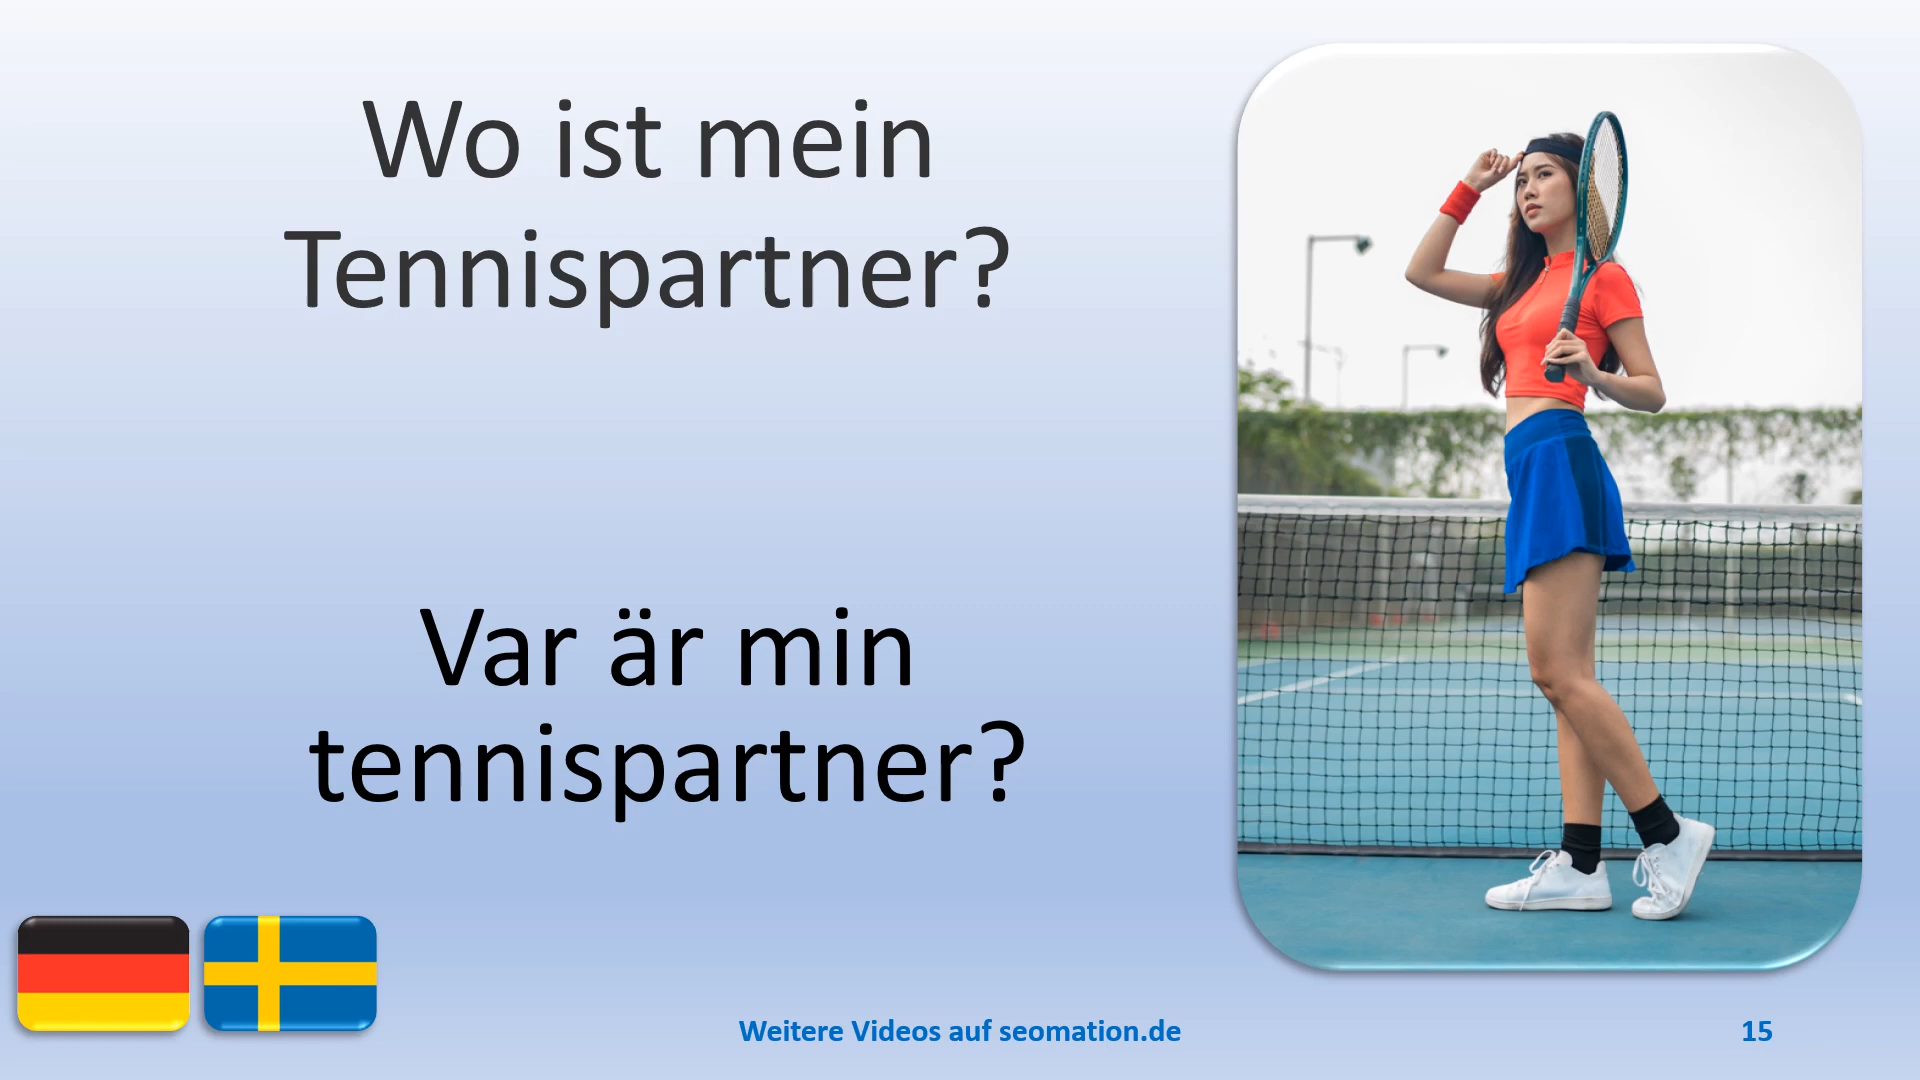 Wo ist mein
Tennispartner?
Var är min
tennispartner?
Weitere Videos auf seomation.de
15